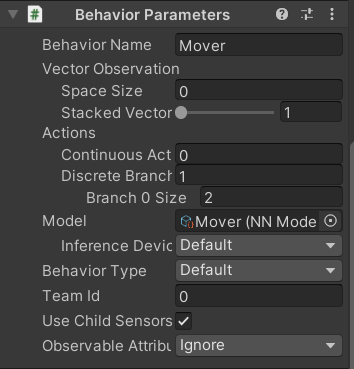 # Behavior Parameters
Behavior Name Mover
Vector Observation
Space Size 0
Stacked Vector 1
Actions
Continuous Act 0
Discrete Branch 1
Branch 0 Size 2
Model Mover (NN Mode
Inference Devic Default
Behavior Type Default
Team Id 0
Use Child Sensors
Observable Attribu Ignore